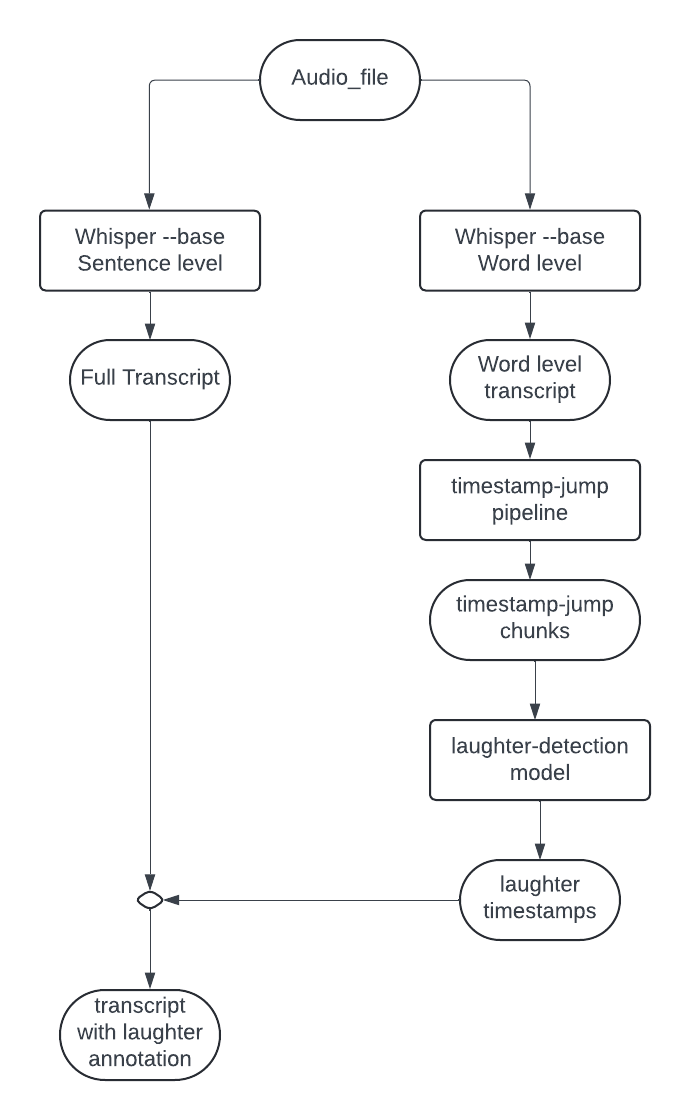 Audio_file
Whisper --base
Sentence level
Whisper --base
Word level
Full Transcript
Word level
transcript
timestamp-jump
pipeline
timestamp-jump
chunks
laughter-detection
model
laughter
timestamps
transcript
with laughter
annotation